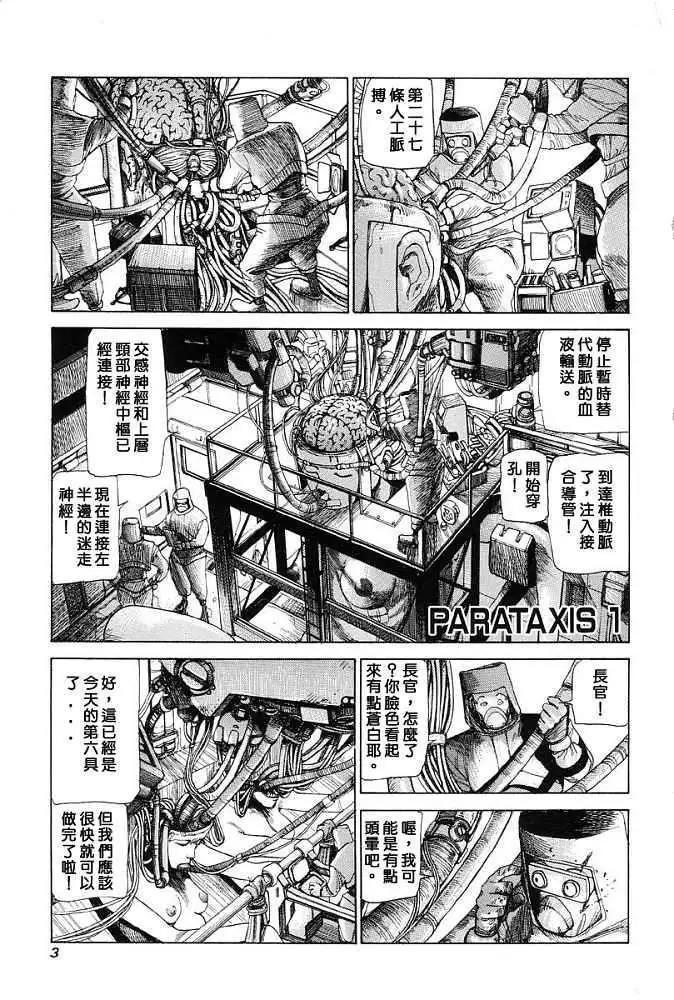 第二十七
條人工脈
搏。
停止暫時替
代動脈的血
液輸送。
到達椎動脈
了，注入接
合導管！
開始穿
孔！
交感神經和上層
頸部神經中樞已
經連接！
現在連接左
半邊的迷走
神經！
PARATAXIS 1
長官！
長官，怎麼了
？你臉色看起
來有點蒼白耶。
喔，我可
能是有點
頭暈吧。
好，這已經是
今天的第六具
了...
但我們應該
很快就可以
做完了啦！
3